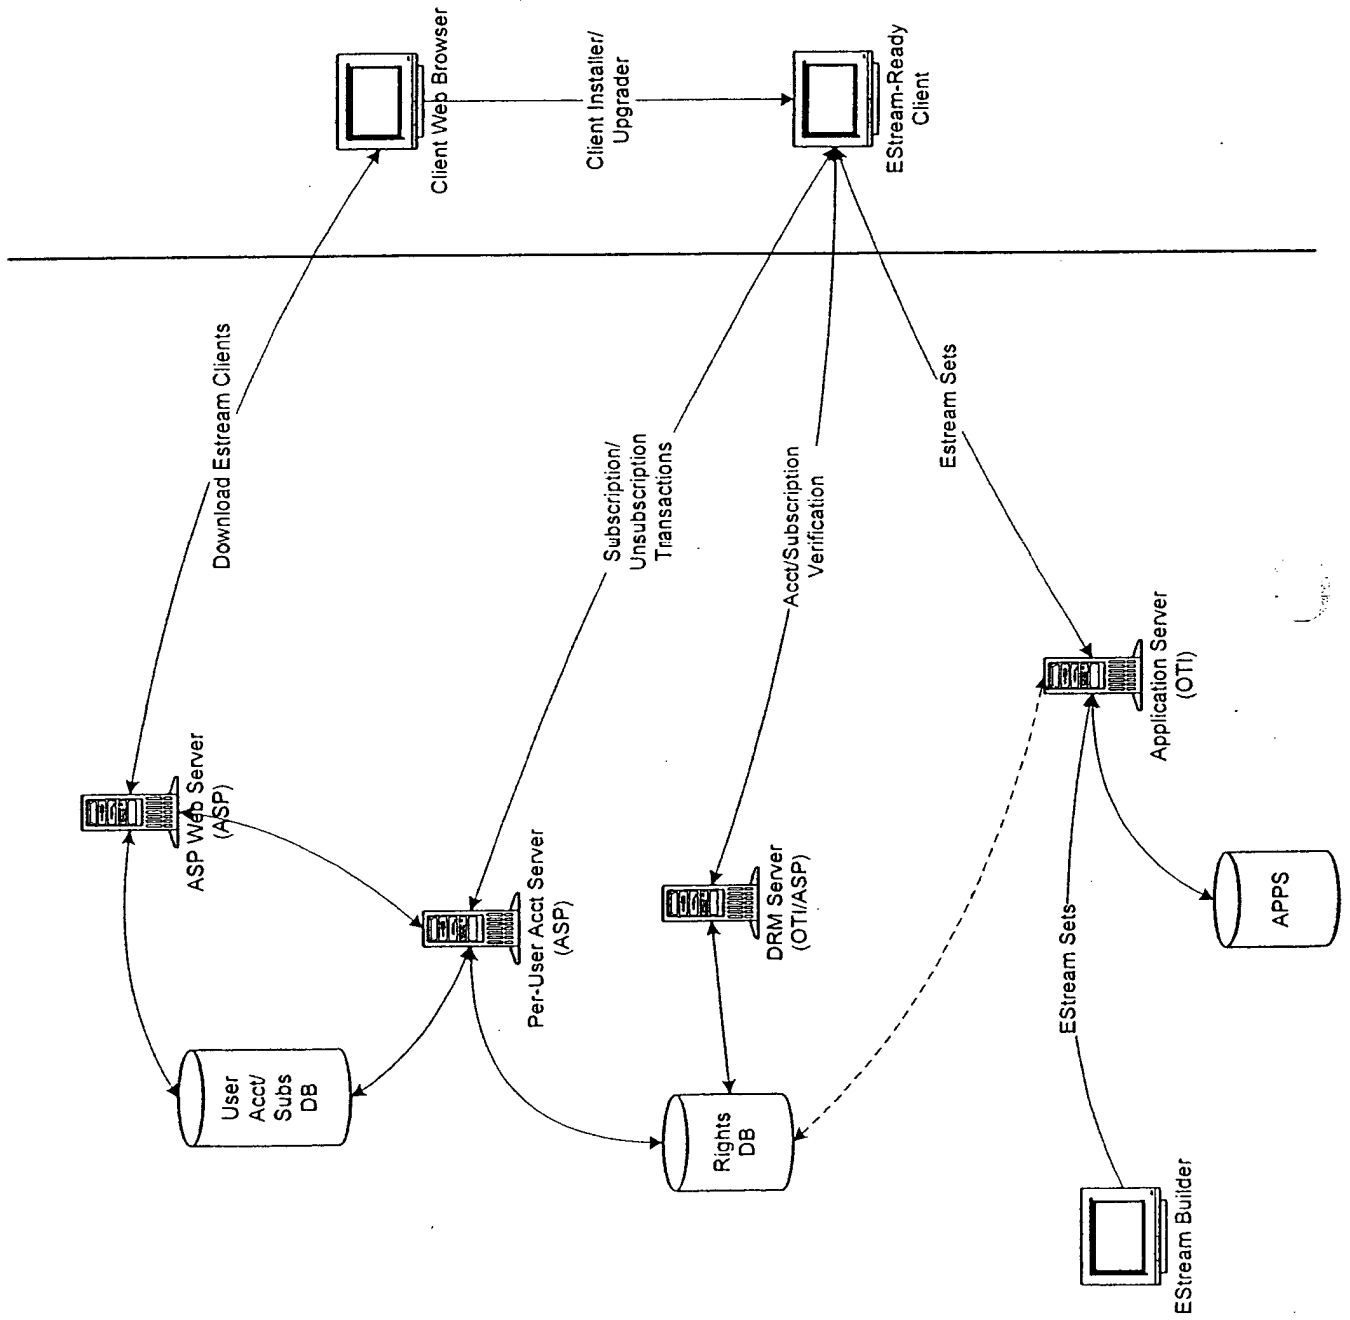 Client Web Browser
Client Installer/
Upgrader
EStream-Ready
Client
Download Estream Clients
Subscription/
Unsubscription
Transactions
Acct/Subscription
Verification
Estream Sets
ASP Web Server
(ASP)
Per-User Acct Server
(ASP)
DRM Server
(OTI/ASP)
Application Server
(OTI)
User
Acct/
Subs
DB
Rights
DB
EStream Sets
APPS
EStream Builder